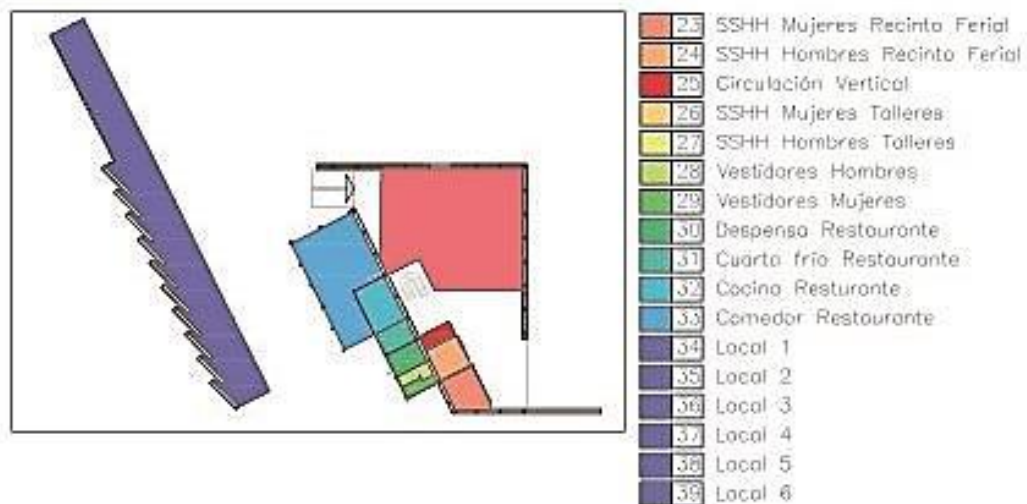 23 SSHH Mujeres Recinto Ferial
24 SSHH Hombres Recinto Ferial
25 Circulación Vertical
26 SSHH Mujeres Talleres
27 SSHH Hombres Talleres
28 Vestidores Hombres
29 Vestidores Mujeres
30 Despensa Restaurante
31 Cuarto frío Restaurante
32 Cocina Resturante
33 Comedor Restaurante
34 Local 1
35 Local 2
36 Local 3
37 Local 4
38 Local 5
39 Local 6